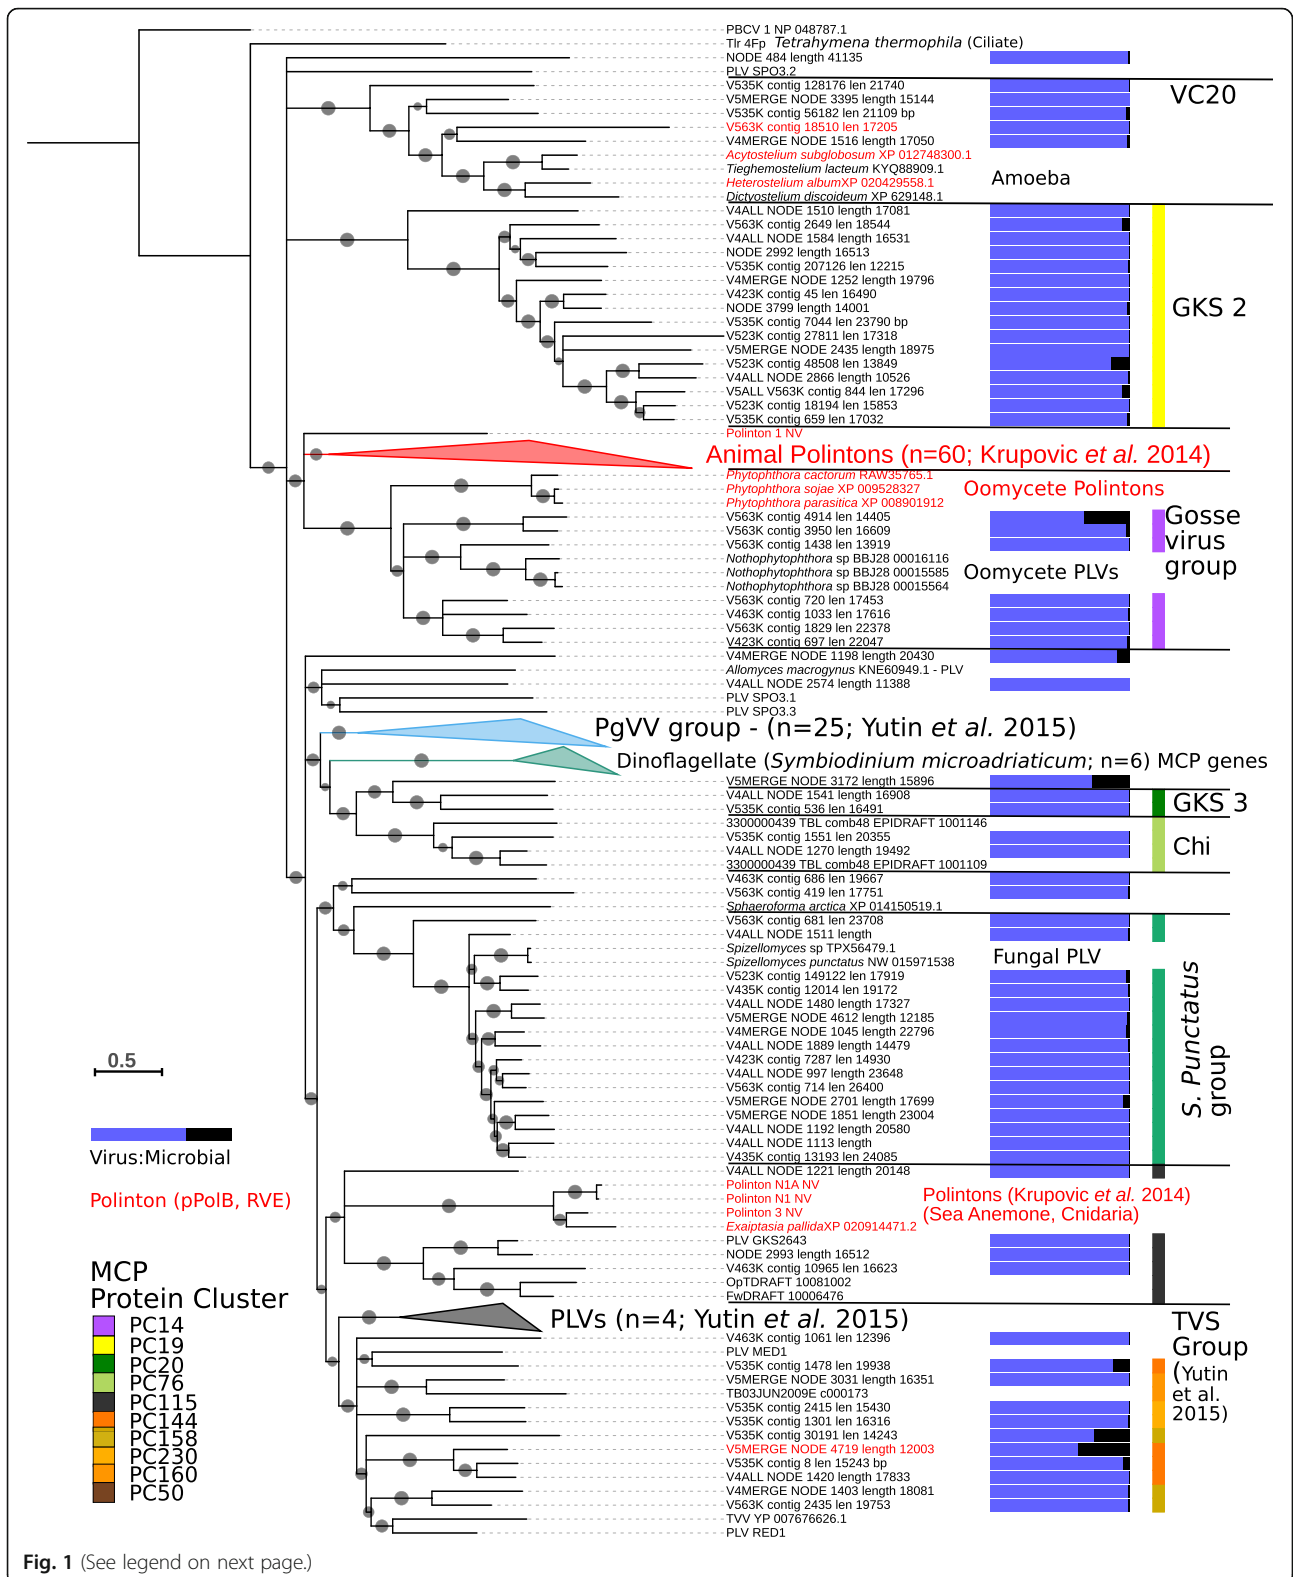 PBCV 1 NP 048787.1
Tlr 4Fp Tetrahymena thermophila (Ciliate)
NODE 484 length 41135
PLV SPO3.2
V535K contig 128176 len 21740
VC20
V5MERGE NODE 3395 length 15144
V535K contig 56182 len 21109 bp
V563K contig 18510 len 17205
V4MERGE NODE 1516 length 17050
Acytostelium subglobosum XP 012748300.1
Tieghemostelium lacteum KYQ88909.1
Amoeba
Heterostelium albumXP 020429558.1
Dictyostelium discoideum XP 629148.1
V4ALL NODE 1510 length 17081
V563K contig 2649 len 18544
V4ALL NODE 1584 length 16531
NODE 2992 length 16513
V535K contig 207126 len 12215
V4MERGE NODE 1252 length 19796
V423K contig 45 len 16490
NODE 3799 length 14001
GKS 2
V535K contig 7044 len 23790 bp
V523K contig 27811 len 17318
V5MERGE NODE 2435 length 18975
V523K contig 48508 len 13849
V4ALL NODE 2866 length 10526
V5ALL V563K contig 844 len 17296
V523K contig 18194 len 15853
V535K contig 659 len 17032
Polinton 1 NV
Animal Polintons (n=60; Krupovic et al. 2014)
Phytophthora cactorum RAW35765.1
Phytophthora sojae XP 009528327
Oomycete Polintons
Phytophthora parasitica XP 008901912
V563K contig 4914 len 14405
Gosse
virus
group
V563K contig 3950 len 16609
V563K contig 1438 len 13919
Nothophytophthora sp BBJ28 00016116
Nothophytophthora sp BBJ28 00015585
Oomycete PLVs
Nothophytophthora sp BBJ28 00015564
V563K contig 720 len 17453
V463K contig 1033 len 17616
V563K contig 1829 len 22378
V423K contig 697 len 22047
V4MERGE NODE 1198 length 20430
Allomyces macrogynus KNE60949.1 - PLV
V4ALL NODE 2574 length 11388
PLV SPO3.1
PLV SPO3.3
PgVV group - (n=25; Yutin et al. 2015)
Dinoflagellate (Symbiodinium microadriaticum; n=6) MCP genes
V5MERGE NODE 3172 length 15896
V4ALL NODE 1541 length 16908
GKS 3
V535K contig 536 len 16491
3300000439 TBL comb48 EPIDRAFT 1001146
V535K contig 1551 len 20355
Chi
V4ALL NODE 1270 length 19492
3300000439 TBL comb48 EPIDRAFT 1001109
V463K contig 686 len 19667
V563K contig 419 len 17751
Sphaeroforma arctica XP 014150519.1
V563K contig 681 len 23708
V4ALL NODE 1511 length
Spizellomyces sp TPX56479.1
Fungal PLV
Spizellomyces punctatus NW 015971538
V523K contig 149122 len 17919
V435K contig 12014 len 19172
V4ALL NODE 1480 length 17327
V5MERGE NODE 4612 length 12185
V4MERGE NODE 1045 length 22796
S. Punctatus
group
V4ALL NODE 1889 length 14479
V423K contig 7287 len 14930
V4ALL NODE 997 length 23648
V563K contig 714 len 26400
V5MERGE NODE 2701 length 17699
V5MERGE NODE 1851 length 23004
V4ALL NODE 1192 length 20580
V4ALL NODE 1113 length
V435K contig 13193 len 24085
V4ALL NODE 1221 length 20148
Polinton N1A NV
Polinton N1 NV
Polinton 3 NV
Exaiptasia pallidaXP 020914471.2
Polintons (Krupovic et al. 2014)
(Sea Anemone, Cnidaria)
PLV GKS2643
NODE 2993 length 16512
V463K contig 10965 len 16623
OpTDRAFT 10081002
FwDRAFT 10006476
PLVs (n=4; Yutin et al. 2015)
TVS
Group
(Yutin
et al.
2015)
V463K contig 1061 len 12396
PLV MED1
V535K contig 1478 len 19938
V5MERGE NODE 3031 length 16351
TB03JUN2009E c000173
V535K contig 2415 len 15430
V535K contig 1301 len 16316
V535K contig 30191 len 14243
V5MERGE NODE 4719 length 12003
V535K contig 8 len 15243 bp
V4ALL NODE 1420 length 17833
V4MERGE NODE 1403 length 18081
V563K contig 2435 len 19753
TVV YP 007676626.1
PLV RED1
0.5
Virus:Microbial
Polinton (pPolB, RVE)
MCP
Protein Cluster
PC14
PC19
PC20
PC76
PC115
PC144
PC158
PC230
PC160
PC50
Fig. 1 (See legend on next page.)